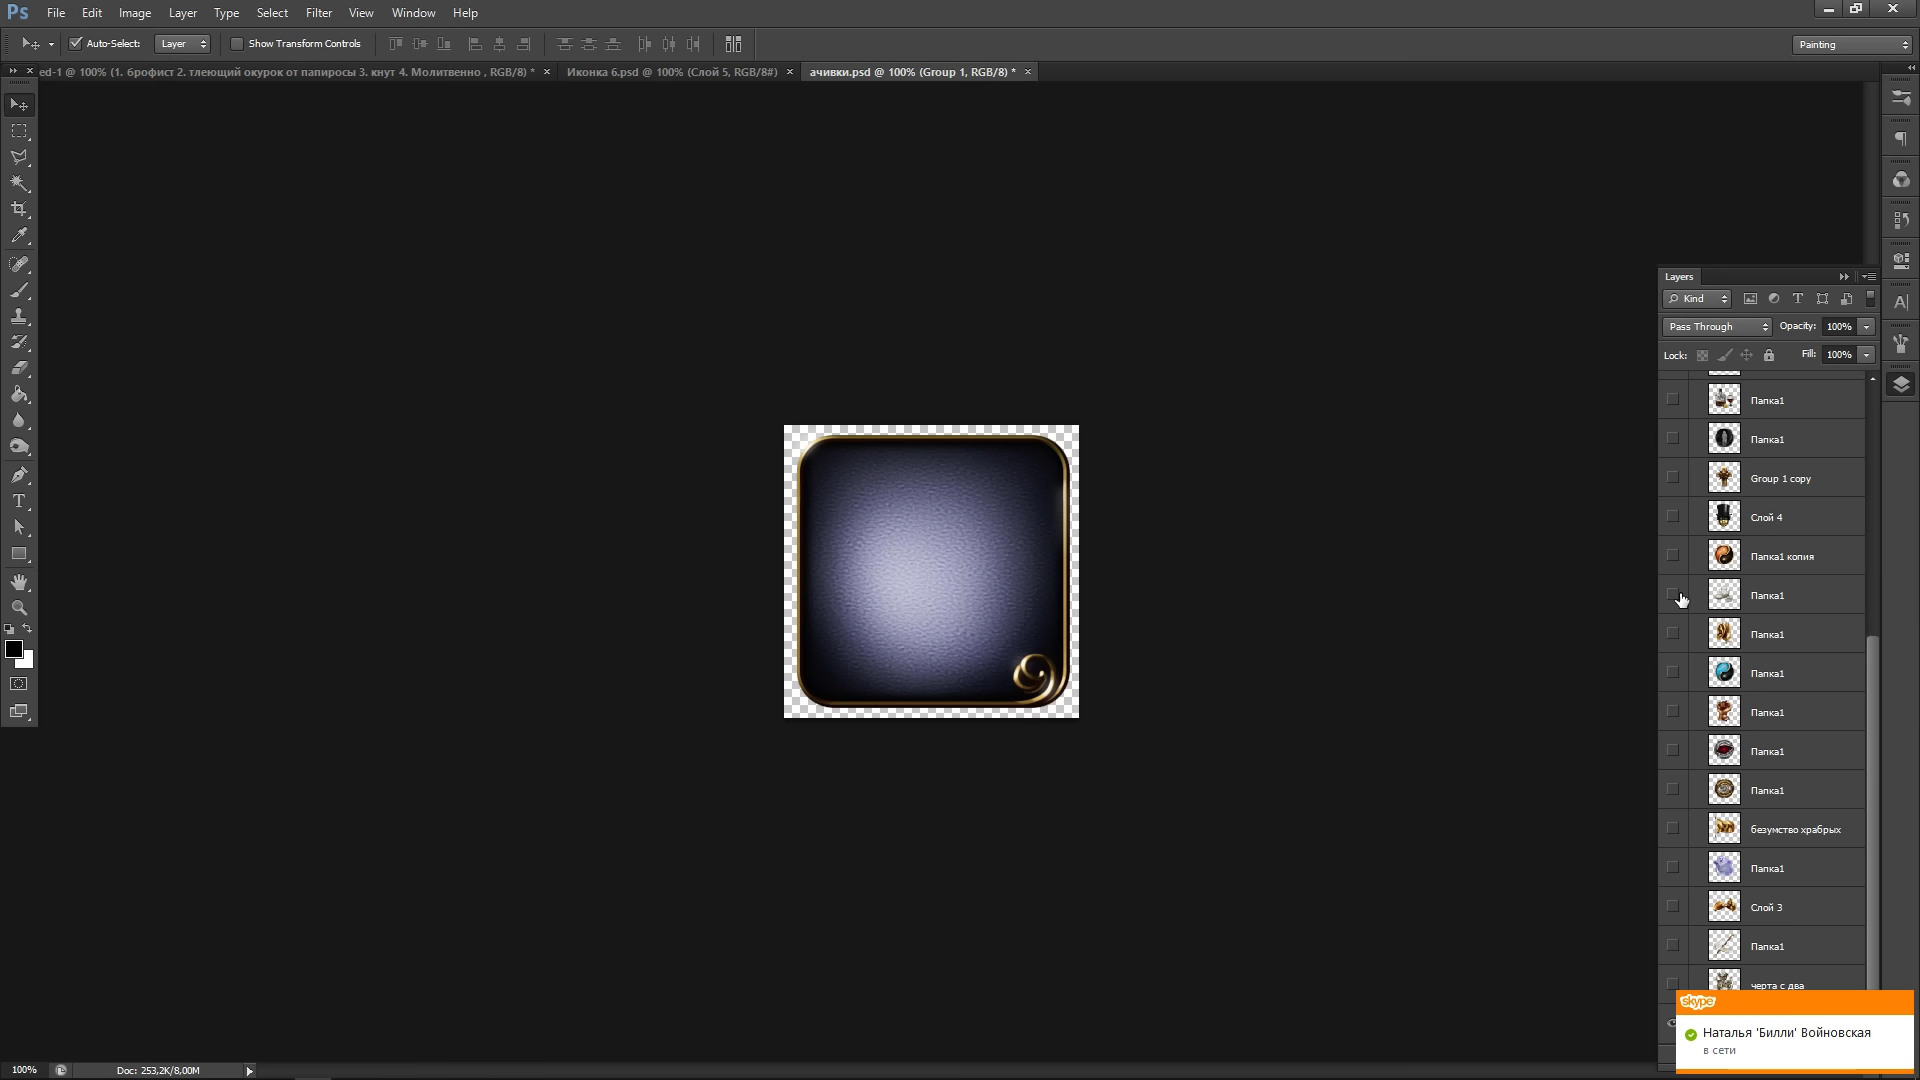 Ps File Edit Image Layer Type Select Filter View Window Help
Auto-Select: Layer Show Transform Controls Painting
ed-1 @ 100% (1. брофист 2. тлеющий окурок от папиросы 3. кнут 4. Молитвенно , RGB/8) * Иконка 6.psd @ 100% (Слой 5, RGB/8#) ачивки.psd @ 100% (Group 1, RGB/8) *
Layers
Kind
Pass Through Opacity: 100%
Lock: Fill: 100%
Папка1
Папка1
Group 1 copy
Слой 4
Папка1 копия
Папка1
Папка1
Папка1
Папка1
Папка1
Папка1
безумство храбрых
Папка1
Слой 3
Папка1
черта с два
skype
Наталья 'Билли' Войновская
в сети
100% Doc: 253,2K/8,00M